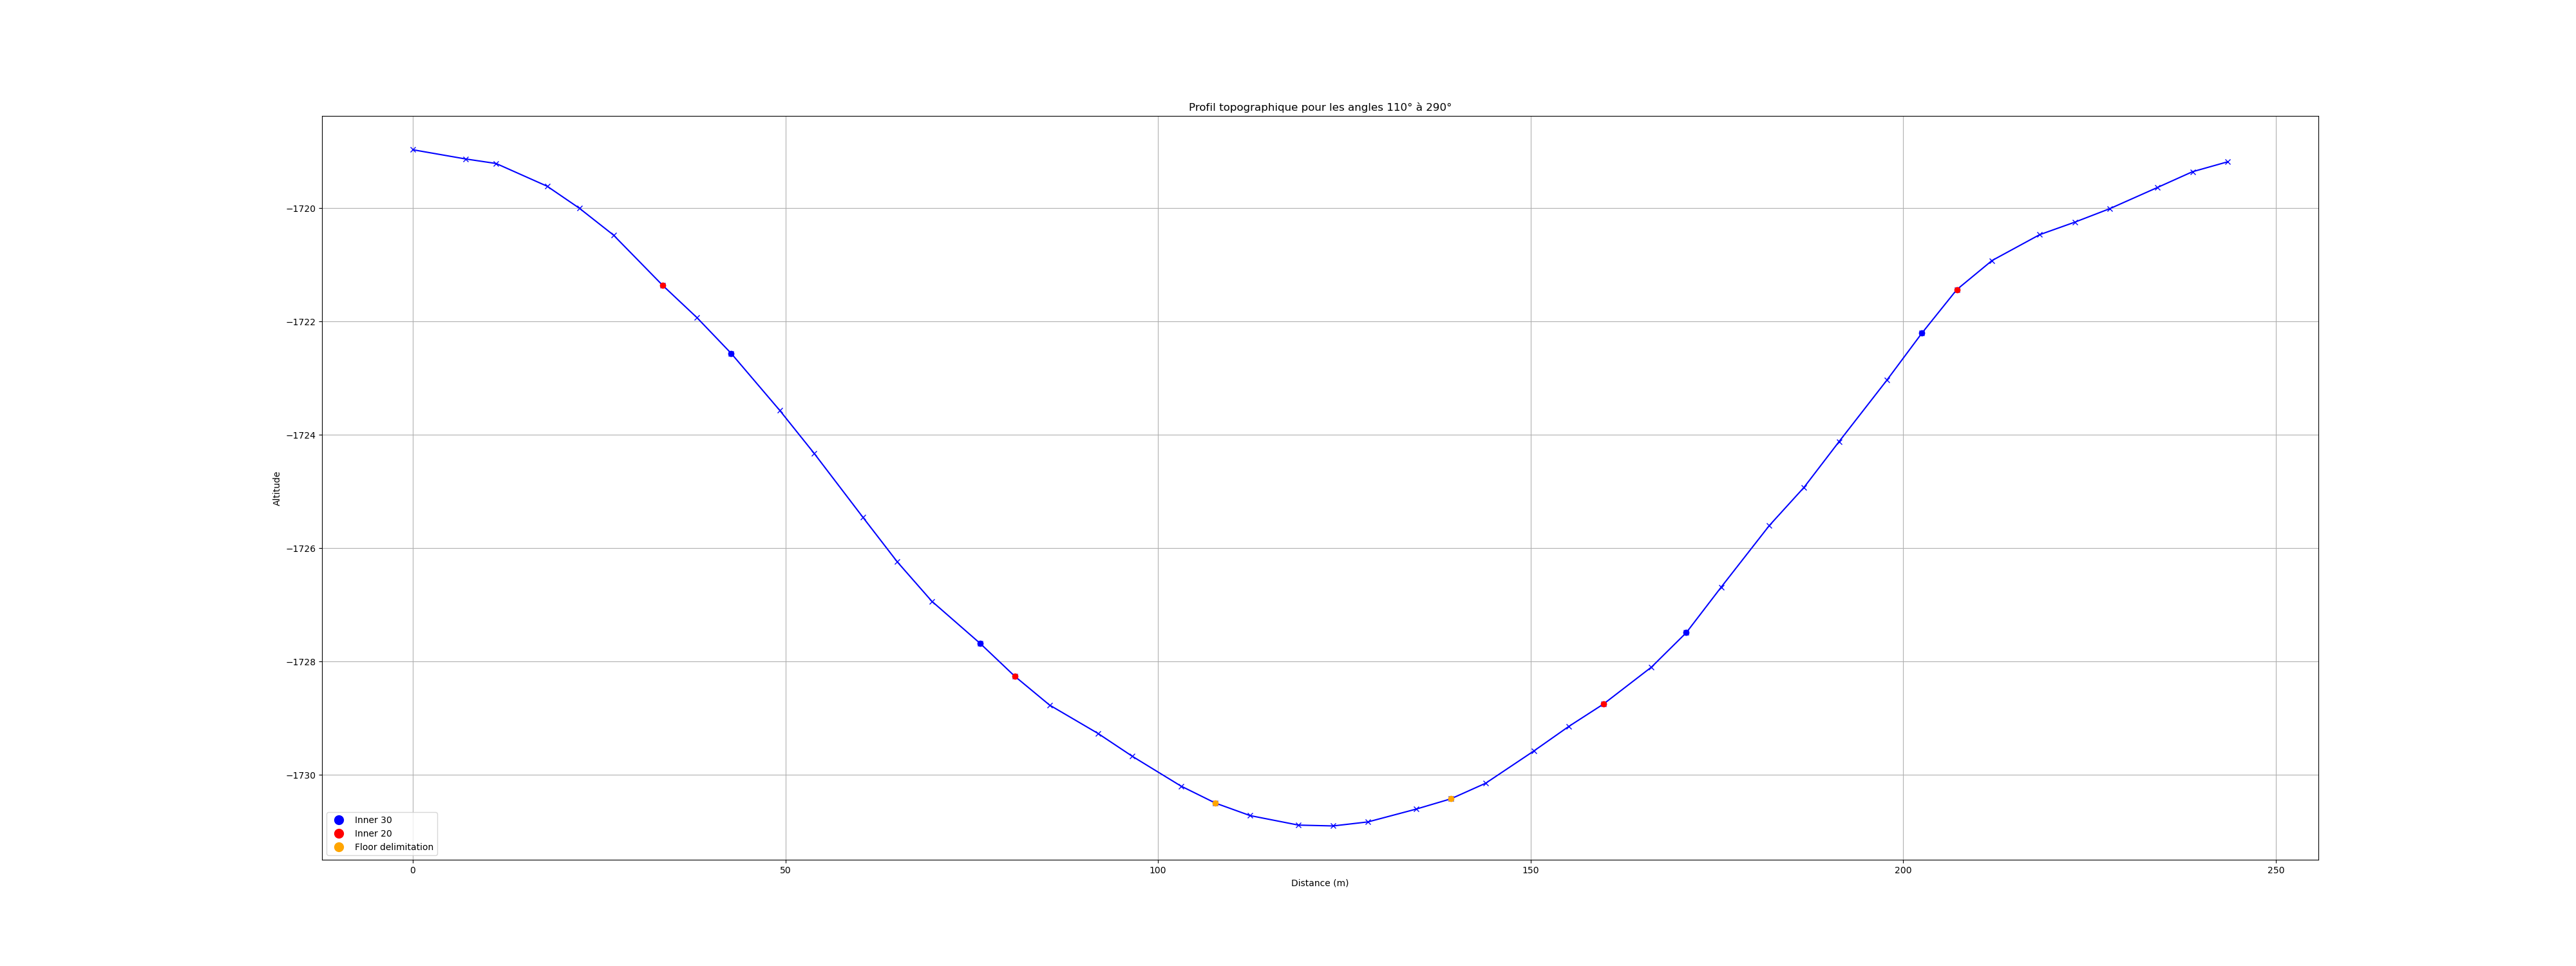 Profil topographique pour les angles 110° à 290°
Altitude
−1720
−1722
−1724
−1726
−1728
−1730
Inner 30
Inner 20
Floor delimitation
0
50
100
150
200
250
Distance (m)